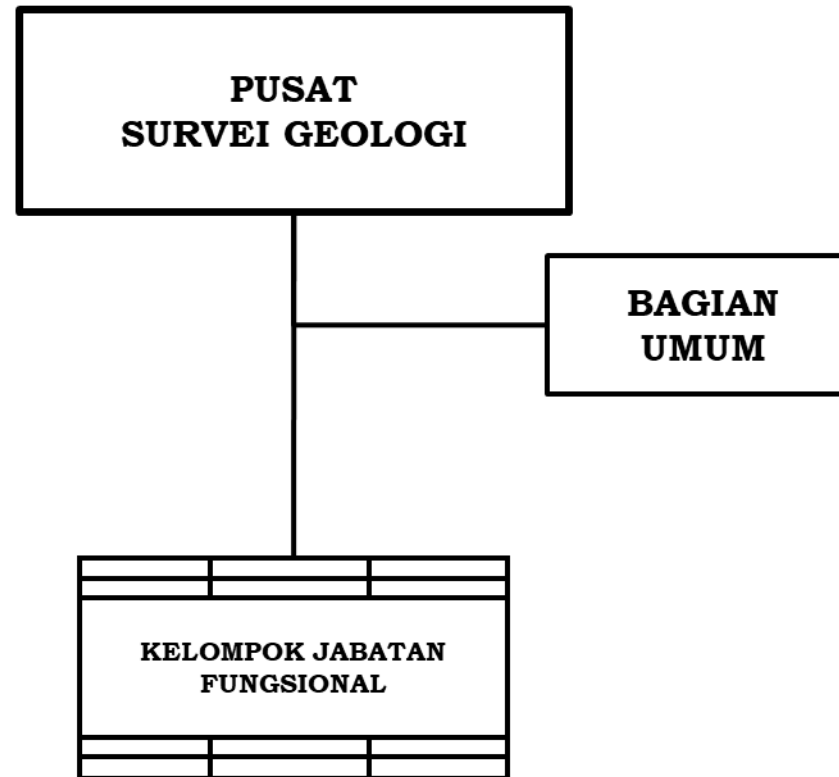 PUSAT
SURVEI GEOLOGI
BAGIAN
UMUM
KELOMPOK JABATAN
FUNGSIONAL